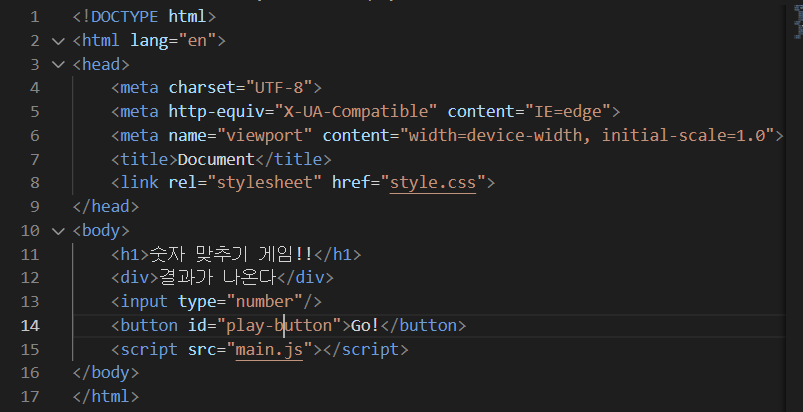 1 <!DOCTYPE html>
2 <html lang="en">
3 <head>
4 <meta charset="UTF-8">
5 <meta http-equiv="X-UA-Compatible" content="IE=edge">
6 <meta name="viewport" content="width=device-width, initial-scale=1.0">
7 <title>Document</title>
8 <link rel="stylesheet" href="style.css">
9 </head>
10 <body>
11 <h1>숫자 맞추기 게임!!</h1>
12 <div>결과가 나온다</div>
13 <input type="number"/>
14 <button id="play-button">Go!</button>
15 <script src="main.js"></script>
16 </body>
17 </html>